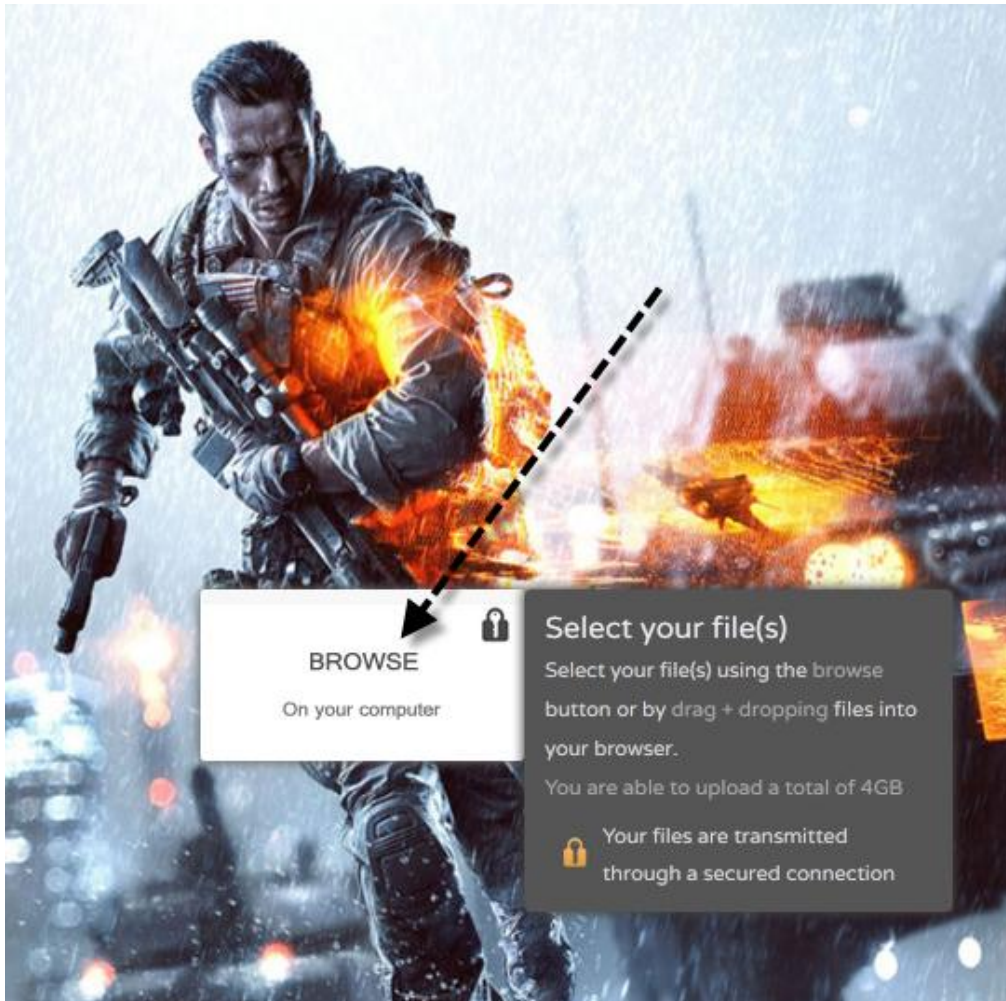 BROWSE
On your computer
Select your file(s)
Select your file(s) using the browse
button or by drag + dropping files into
your browser.
You are able to upload a total of 4GB
Your files are transmitted
through a secured connection